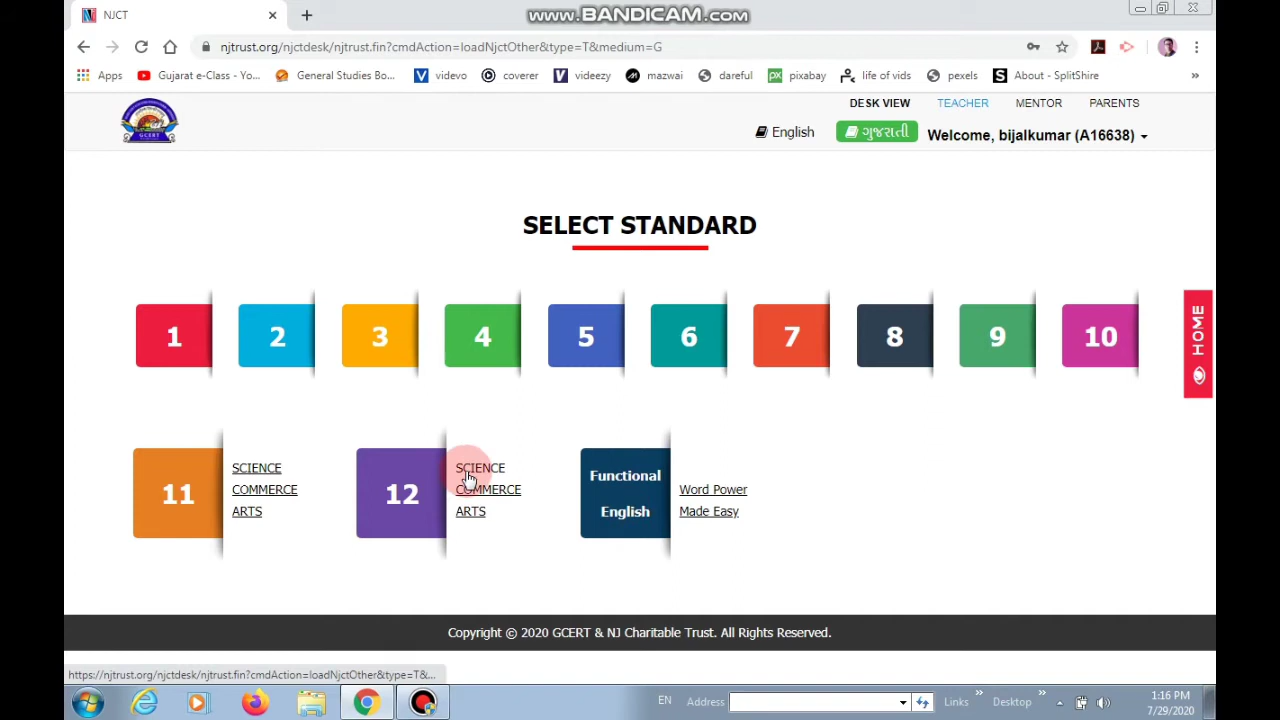 www.BANDICAM.com
NJCT
njtrust.org/njctdesk/njtrust.fin?cmdAction=loadNjctOther&type=T&medium=G
Apps Gujarat e-Class - Yo... General Studies Bo... videvo coverer videezy mazwai dareful pixabay life of vids pexels About - SplitShire »
DESK VIEW TEACHER MENTOR PARENTS
GCERT
English ગુજરાતી Welcome, bijalkumar (A16638)
SELECT STANDARD
1 2 3 4 5 6 7 8 9 10
HOME
11
SCIENCE
COMMERCE
ARTS
12
SCIENCE
COMMERCE
ARTS
Functional
English
Word Power
Made Easy
Copyright © 2020 GCERT & NJ Charitable Trust. All Rights Reserved.
https://njtrust.org/njctdesk/njtrust.fin?cmdAction=loadNjctOther&type=T&...
EN Address Links » Desktop »
1:16 PM
7/29/2020